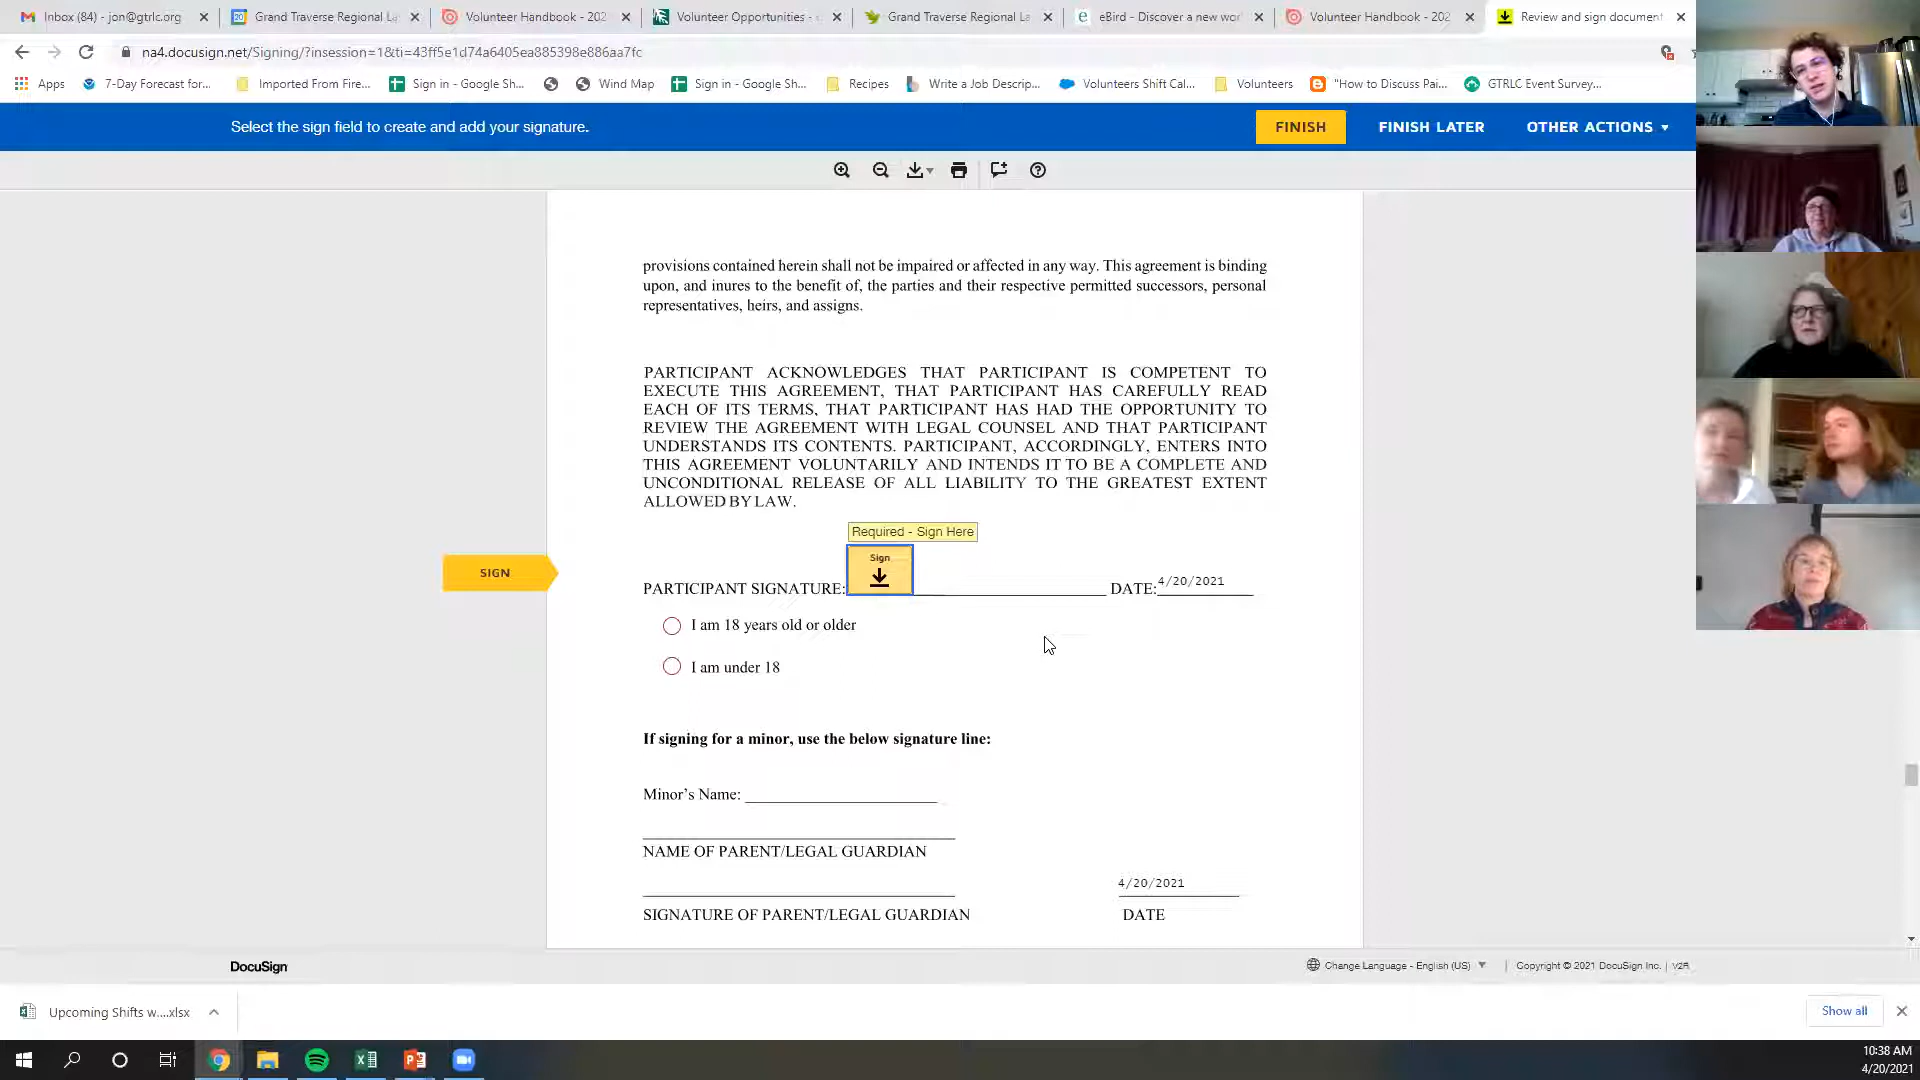 Inbox (84) - jon@gtrlc.org
Grand Traverse Regional La
Volunteer Handbook - 202
Volunteer Opportunities -
Grand Traverse Regional La
eBird - Discover a new wor
Volunteer Handbook - 202
Review and sign document
na4.docusign.net/Signing/?insession=1&ti=43ff5e1d74a6405ea885398e886aa7fc
Apps
7-Day Forecast for...
Imported From Fire...
Sign in - Google Sh...
Wind Map
Sign in - Google Sh...
Recipes
Write a Job Descrip...
Volunteers Shift Cal...
Volunteers
"How to Discuss Pai...
GTRLC Event Survey...
Select the sign field to create and add your signature.
FINISH
FINISH LATER
OTHER ACTIONS
provisions contained herein shall not be impaired or affected in any way. This agreement is binding
upon, and inures to the benefit of, the parties and their respective permitted successors, personal
representatives, heirs, and assigns.
PARTICIPANT ACKNOWLEDGES THAT PARTICIPANT IS COMPETENT TO
EXECUTE THIS AGREEMENT, THAT PARTICIPANT HAS CAREFULLY READ
EACH OF ITS TERMS, THAT PARTICIPANT HAS HAD THE OPPORTUNITY TO
REVIEW THE AGREEMENT WITH LEGAL COUNSEL AND THAT PARTICIPANT
UNDERSTANDS ITS CONTENTS. PARTICIPANT, ACCORDINGLY, ENTERS INTO
THIS AGREEMENT VOLUNTARILY AND INTENDS IT TO BE A COMPLETE AND
UNCONDITIONAL RELEASE OF ALL LIABILITY TO THE GREATEST EXTENT
ALLOWED BY LAW.
Required - Sign Here
SIGN
Sign
PARTICIPANT SIGNATURE: DATE: 4/20/2021
I am 18 years old or older
I am under 18
If signing for a minor, use the below signature line:
Minor's Name:
NAME OF PARENT/LEGAL GUARDIAN
4/20/2021
SIGNATURE OF PARENT/LEGAL GUARDIAN
DATE
DocuSign
Change Language - English (US)
Copyright © 2021 DocuSign Inc. | V2R
Upcoming Shifts w....xlsx
Show all
10:38 AM
4/20/2021